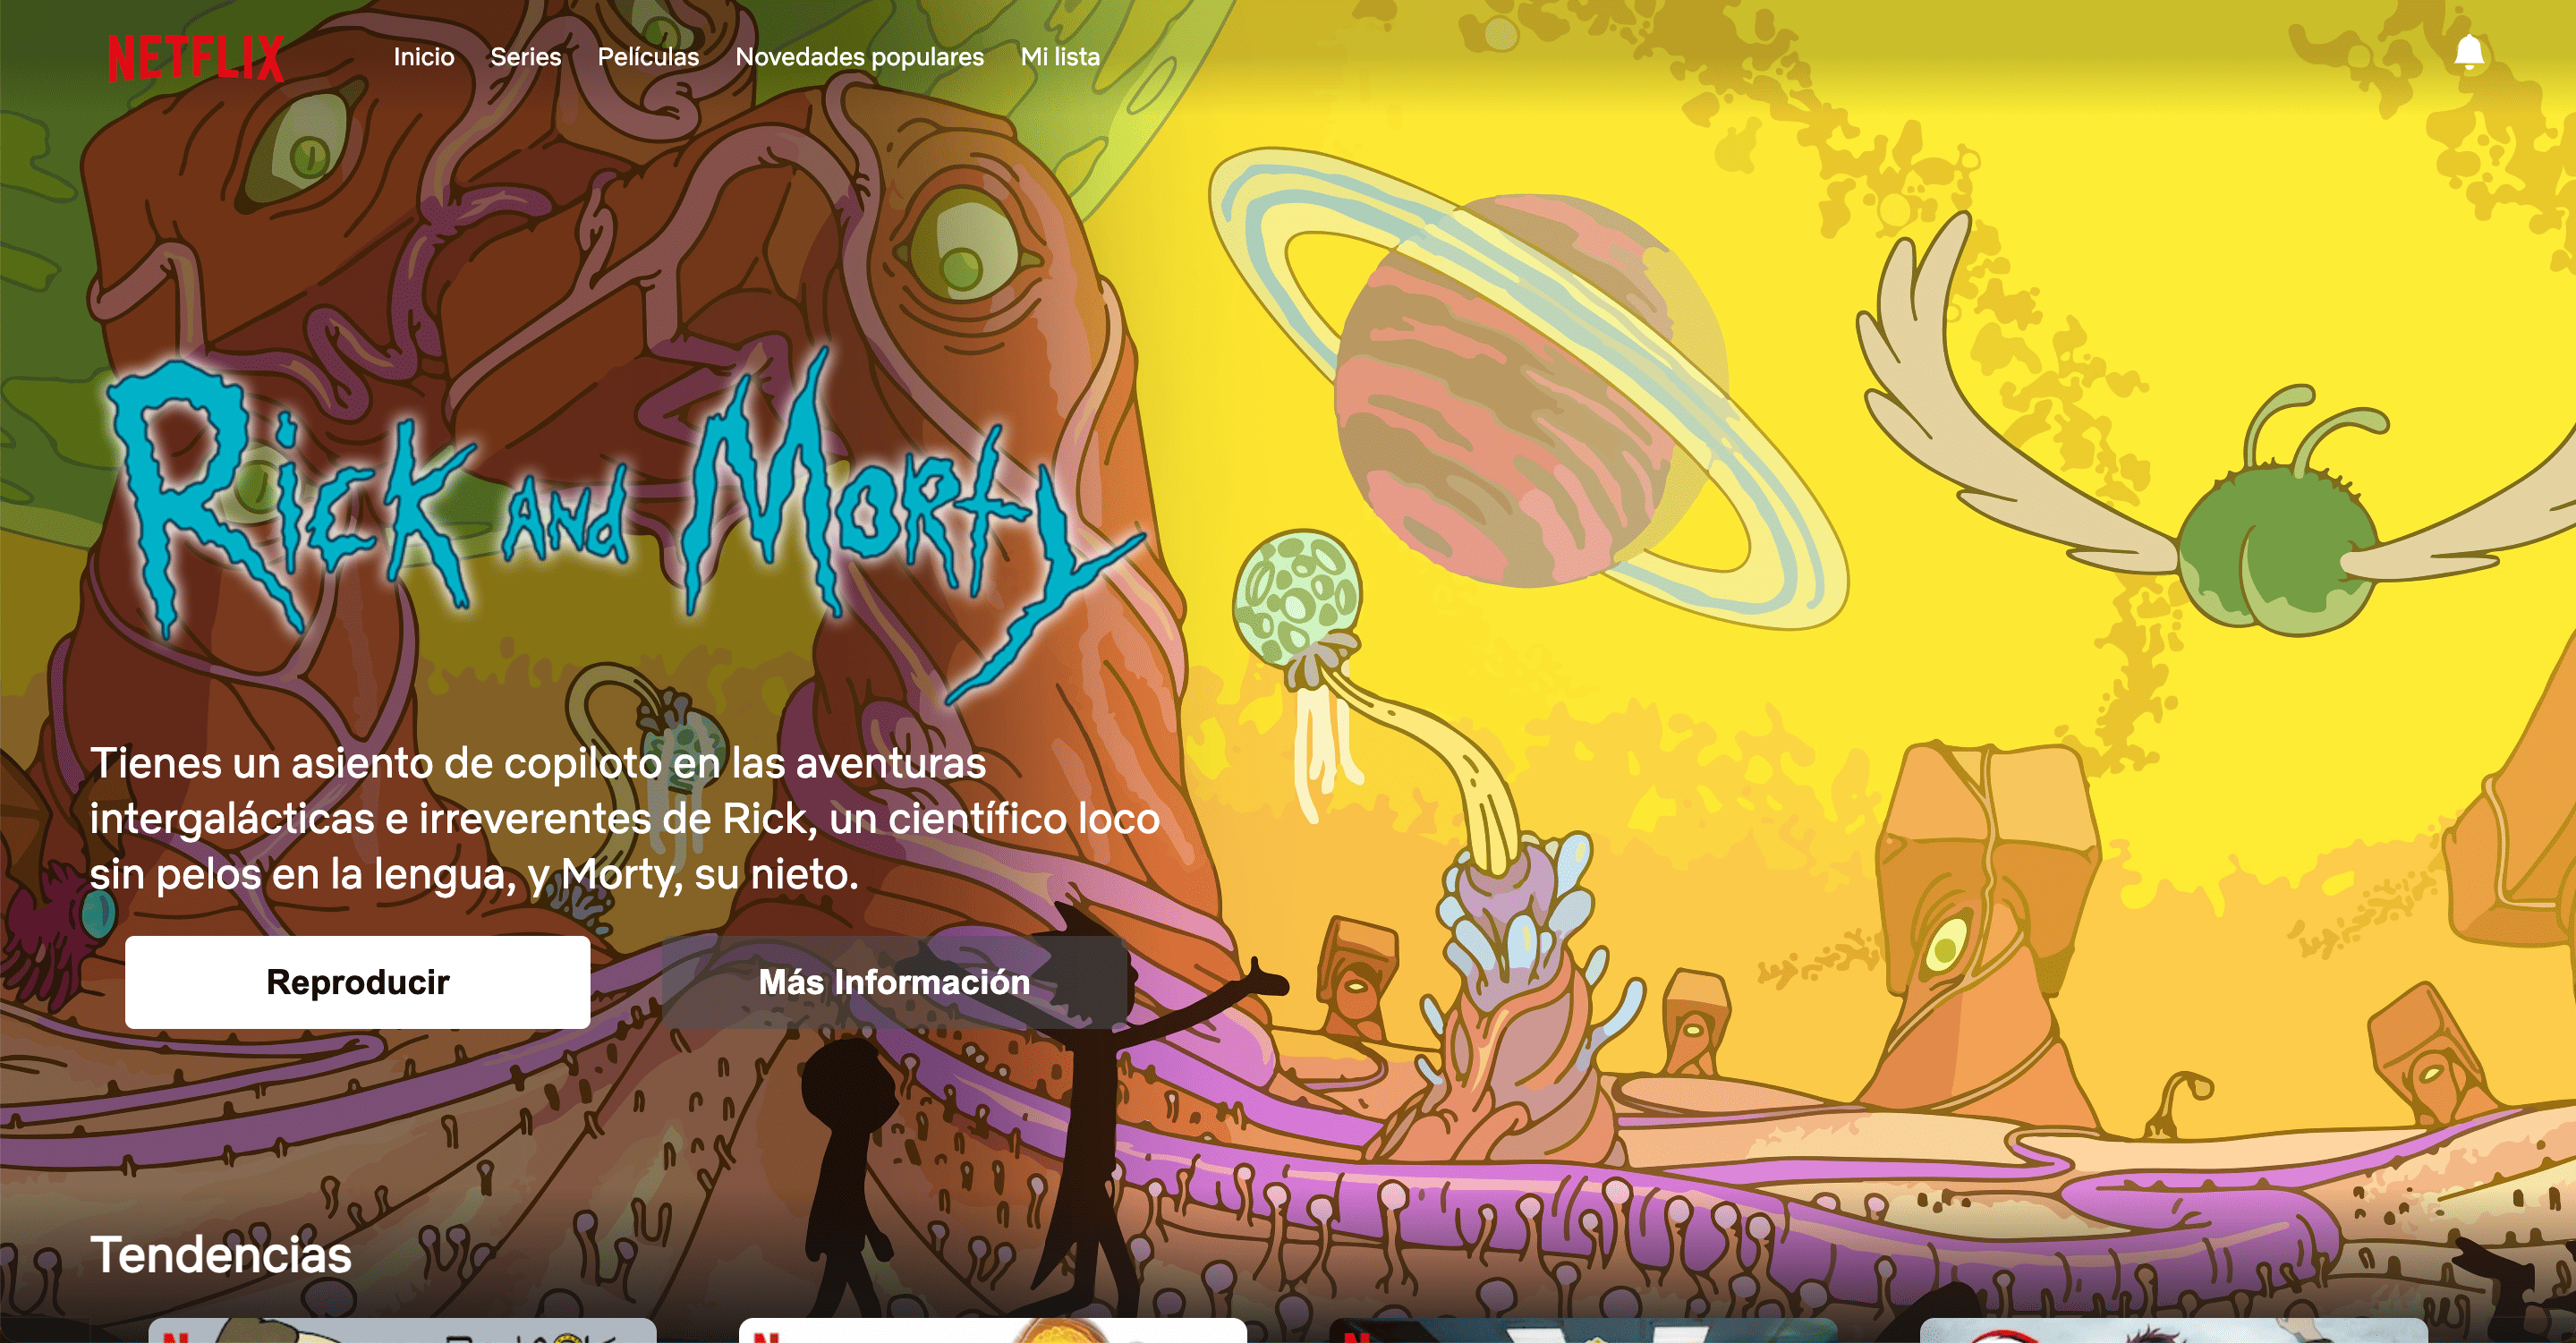 NETFLIX
Inicio Series Películas Novedades populares Mi lista
Rick and Morty
Tienes un asiento de copiloto en las aventuras
intergalácticas e irreverentes de Rick, un científico loco
sin pelos en la lengua, y Morty, su nieto.
Reproducir Más Información
Tendencias
N N N